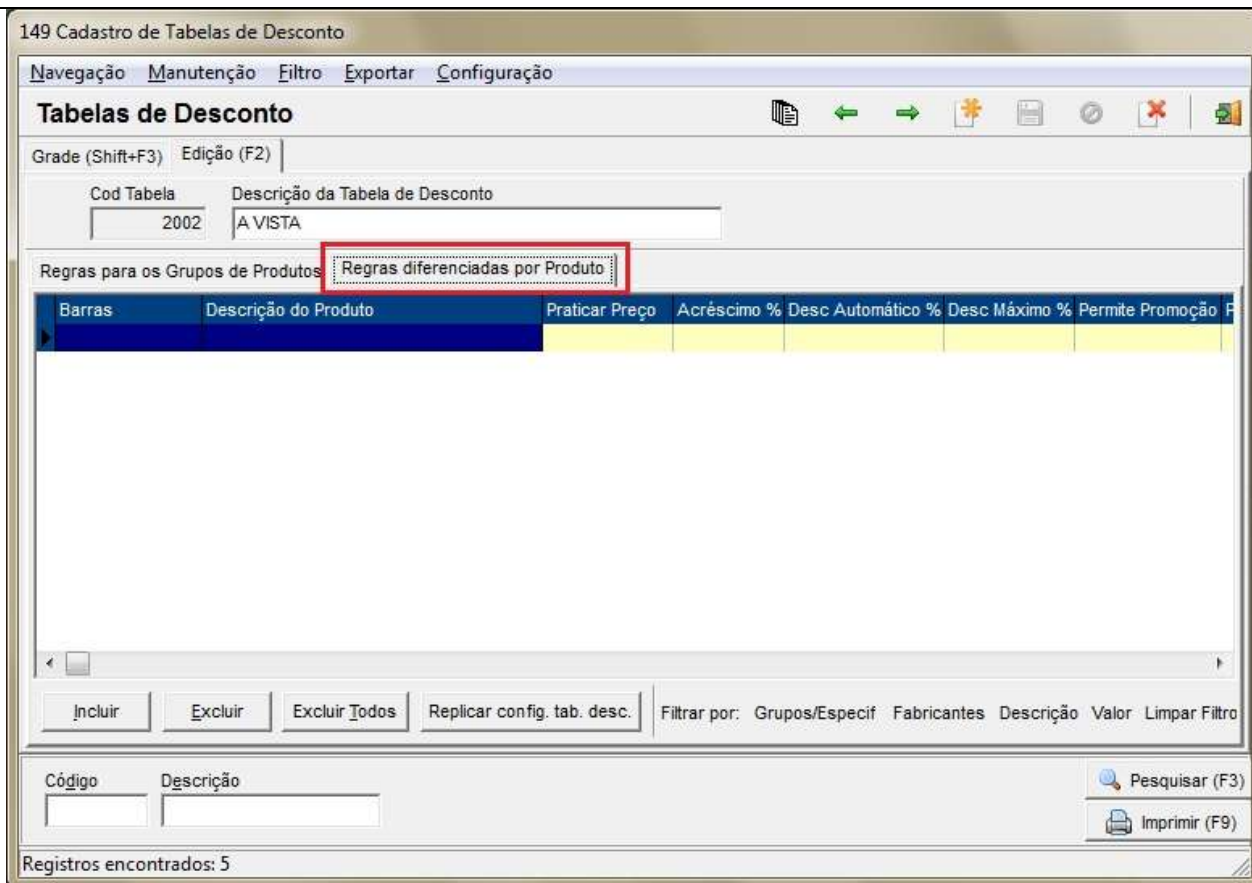 149 Cadastro de Tabelas de Desconto
Navegação Manutenção Filtro Exportar Configuração
Tabelas de Desconto
Grade (Shift+F3) Edição (F2)
Cod Tabela Descrição da Tabela de Desconto
2002 A VISTA
Regras para os Grupos de Produtos Regras diferenciadas por Produto
Barras Descrição do Produto Praticar Preço Acréscimo % Desc Automático % Desc Máximo % Permite Promoção
Incluir Excluir Excluir Todos Replicar config. tab. desc. Filtrar por: Grupos/Especif Fabricantes Descrição Valor Limpar Filtro
Código Descrição
Pesquisar (F3)
Imprimir (F9)
Registros encontrados: 5